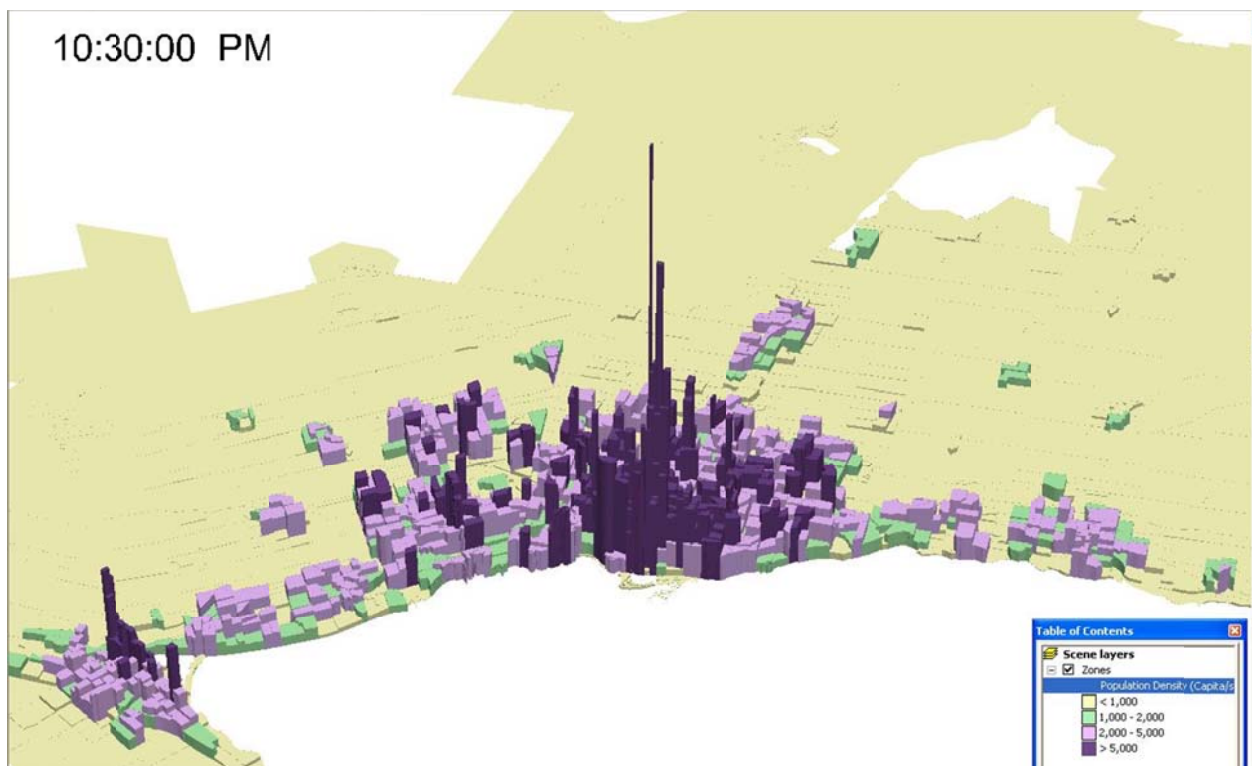 10:30:00 PM
Table of Contents
Scene layers
Zones
Population Density (Capita/s
< 1,000
1,000 - 2,000
2,000 - 5,000
> 5,000